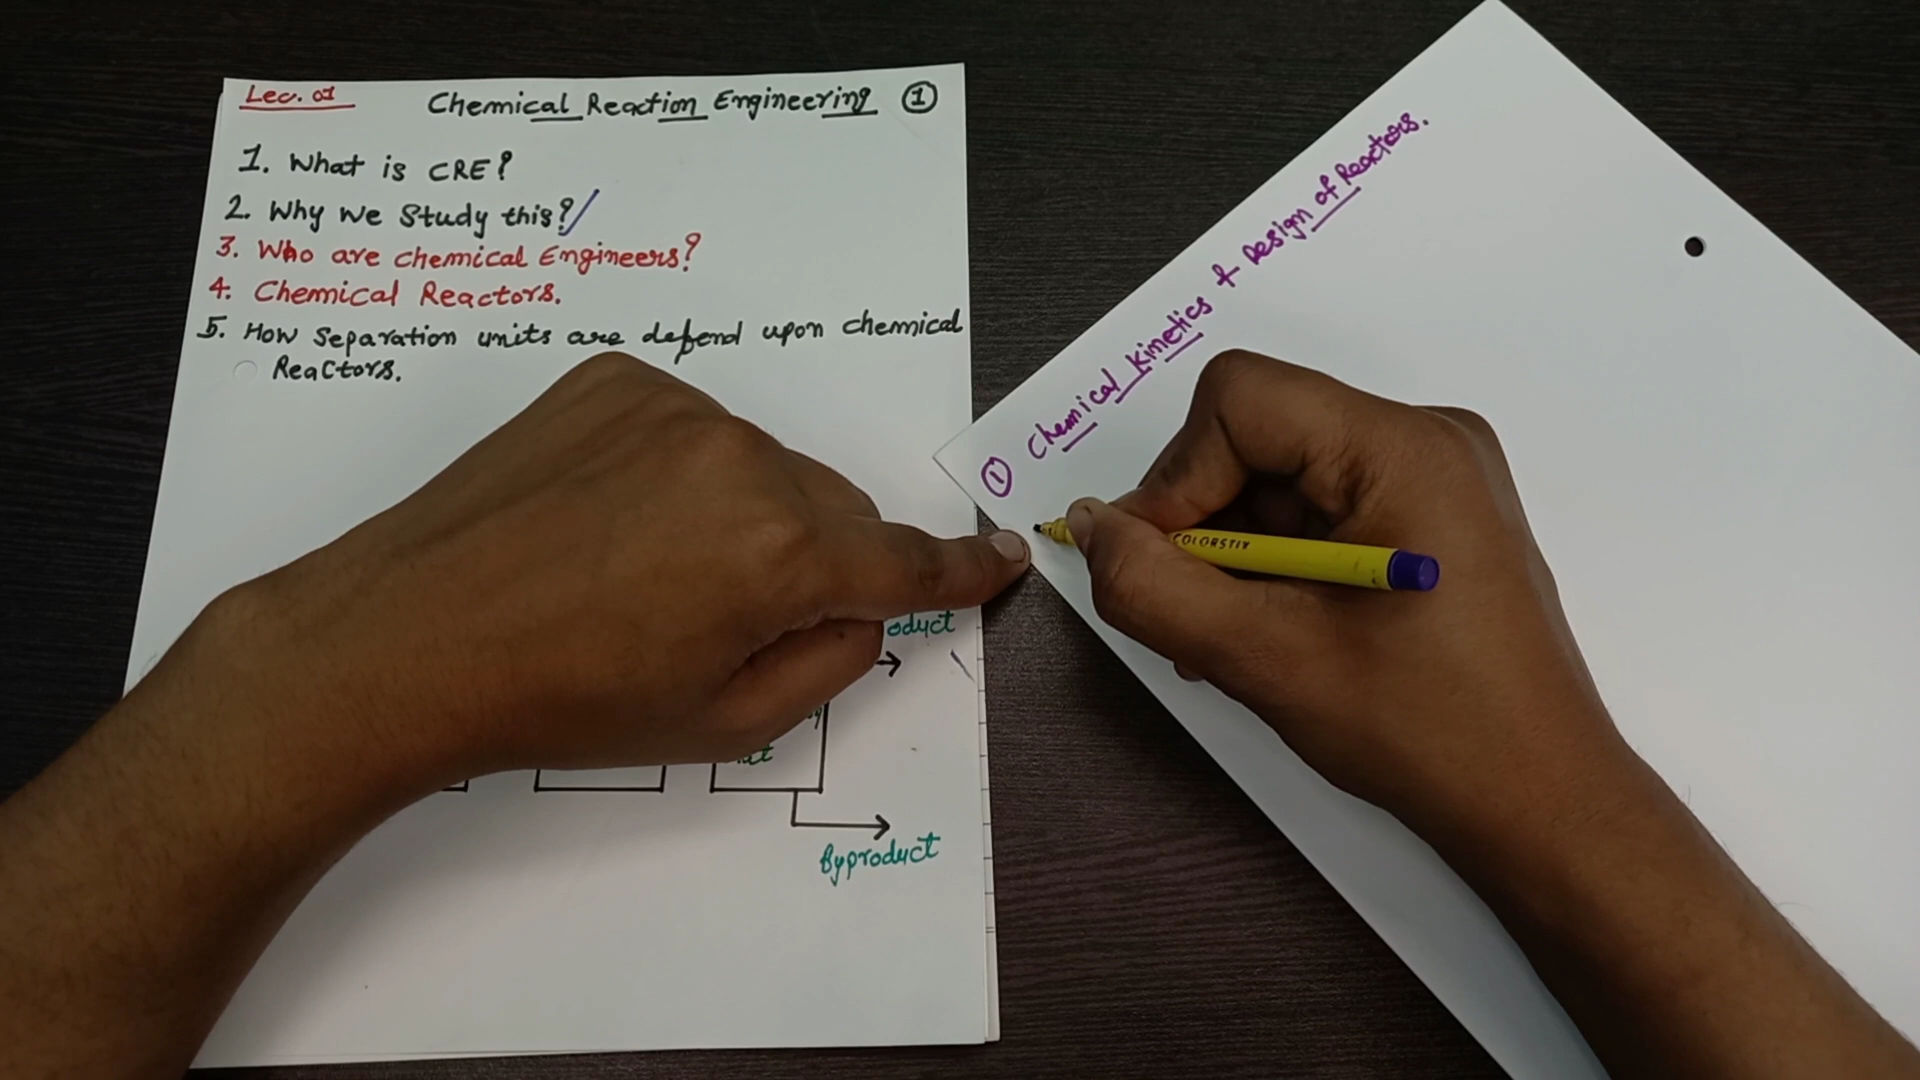 Lec. 01
Chemical Reaction Engineering ①
1. What is CRE?
2. Why we study this?
3. Who are chemical Engineers?
4. Chemical Reactors.
5. How Separation units are depend upon chemical
Reactors.
Byproduct
① Chemical Kinetics & Design of Reactors.
COLORSTIX